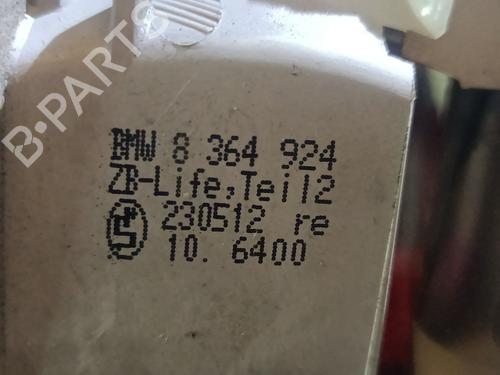 B-PARTS
BMW 8 364 924
ZB-Life,Teil2
230512 re
10. 6400